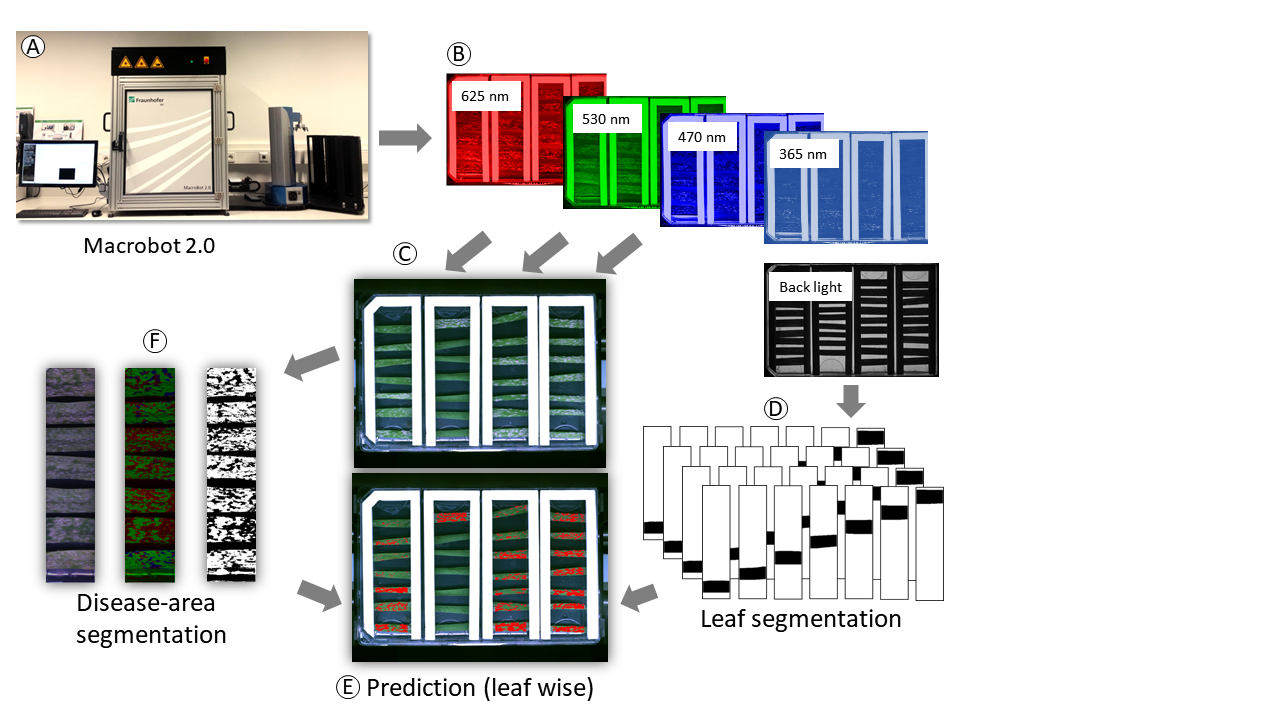 A
Fraunhofer
MacroBot 2.0
Macrobot 2.0
B
625 nm
530 nm
470 nm
365 nm
Back light
C
D
Leaf segmentation
F
Disease-area
segmentation
E Prediction (leaf wise)